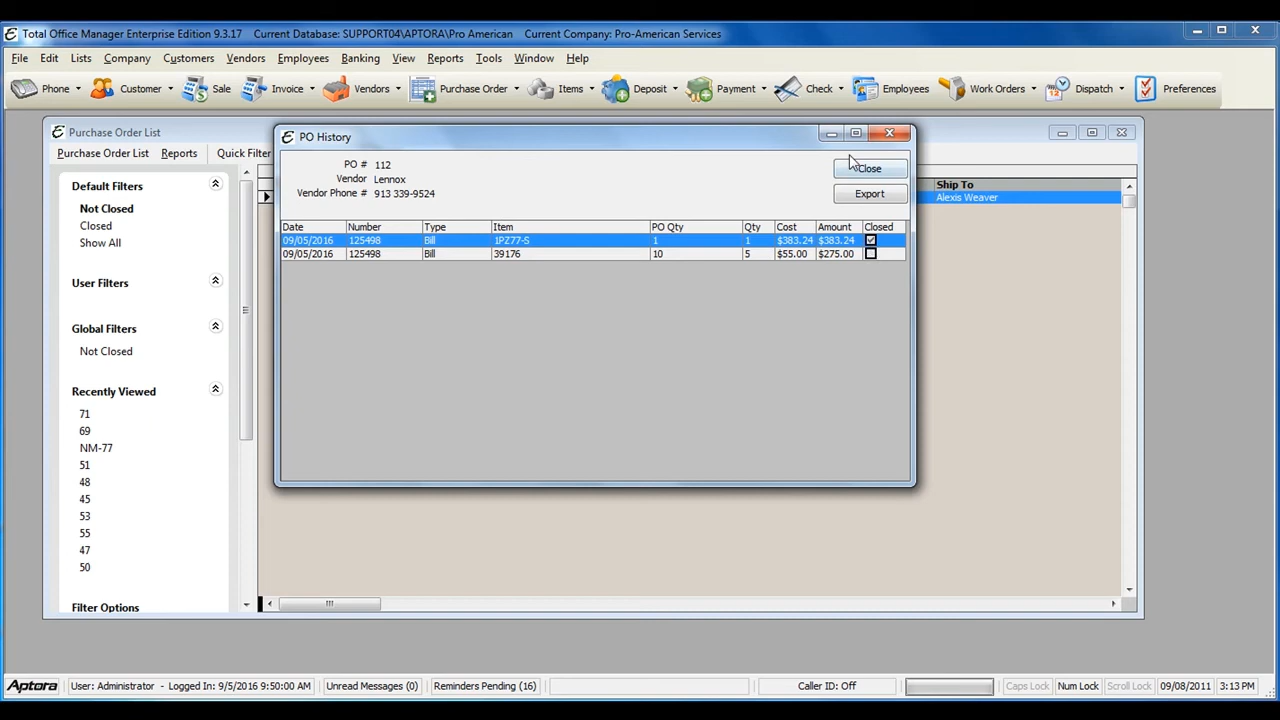 Total Office Manager Enterprise Edition 9.3.17 Current Database: SUPPORT04\APTORA\Pro American Current Company: Pro-American Services
File Edit Lists Company Customers Vendors Employees Banking View Reports Tools Window Help
Phone Customer Sale Invoice Vendors Purchase Order Items Deposit Payment Check Employees Work Orders Dispatch Preferences
Purchase Order List
Purchase Order List Reports Quick Filter
Default Filters
Not Closed
Closed
Show All
User Filters
Global Filters
Not Closed
Recently Viewed
71
69
NM-77
51
48
45
53
55
47
50
Filter Options
PO History
PO # 112
Vendor Lennox
Vendor Phone # 913 339-9524
Close
Export
Date Number Type Item PO Qty Qty Cost Amount Closed
09/05/2016 125498 Bill 1PZ77-S 1 1 $383.24 $383.24
09/05/2016 125498 Bill 39176 10 5 $55.00 $275.00
Ship To
Alexis Weaver
Aptora User: Administrator - Logged In: 9/5/2016 9:50:00 AM Unread Messages (0) Reminders Pending (16) Caller ID: Off Caps Lock Num Lock Scroll Lock 09/08/2011 3:13 PM